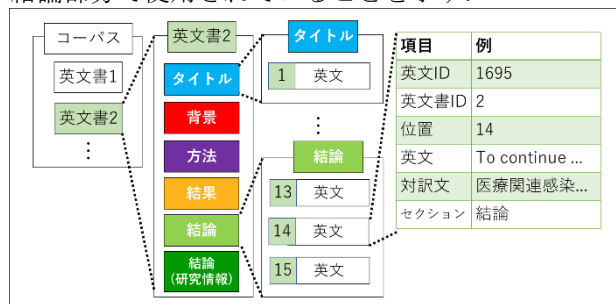 結論部分で使用されていることを示す.
コーパス
英文書1
英文書2
⋮
英文書2
タイトル
背景
方法
結果
結論
結論
(研究情報)
タイトル
1 英文
⋮
結論
13 英文
14 英文
15 英文
項目 例
英文ID 1695
英文書ID 2
位置 14
英文 To continue ...
対訳文 医療関連感染...
セクション 結論